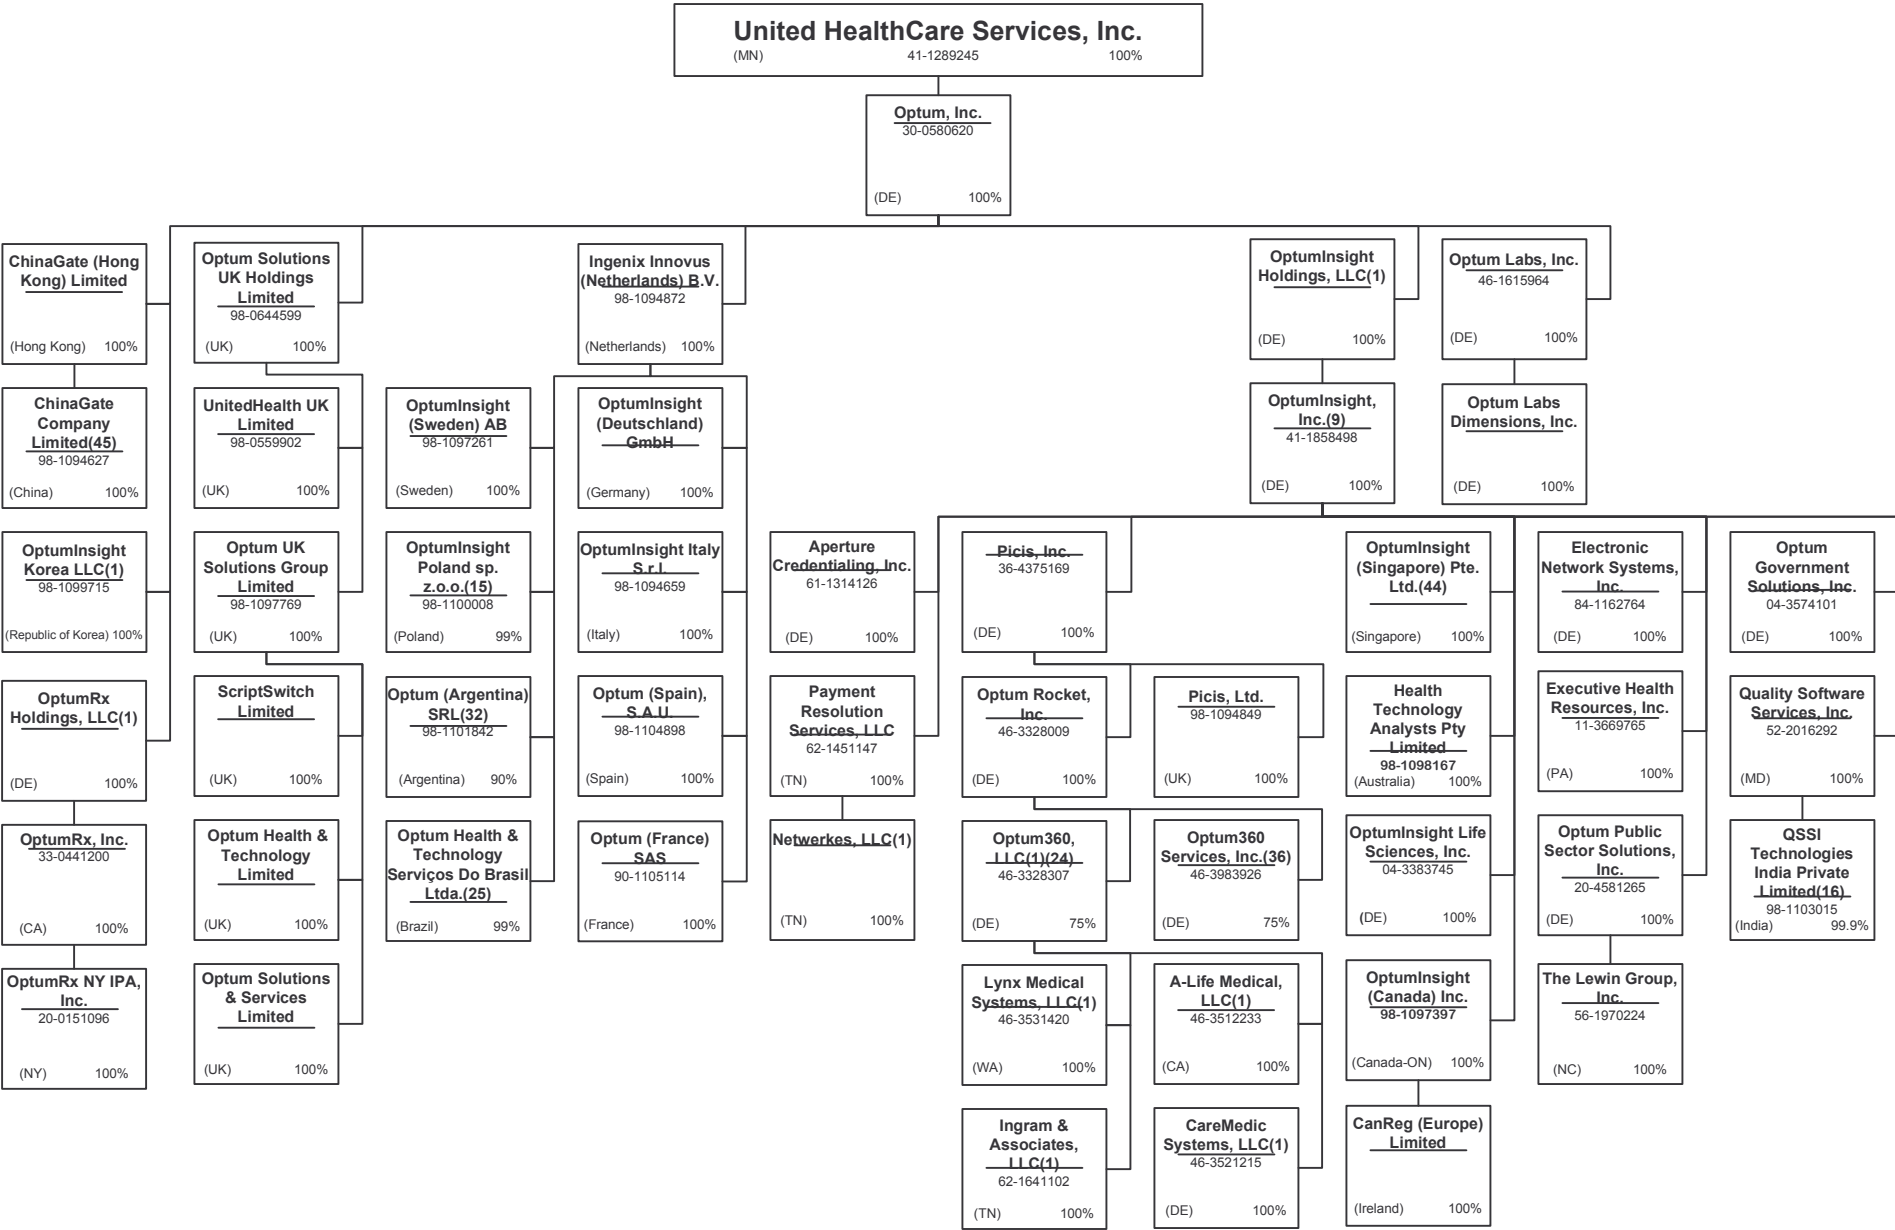 United HealthCare Services, Inc.
(MN) 41-1289245 100%
Optum, Inc.
30-0580620
(DE) 100%
ChinaGate (Hong
Kong) Limited
(Hong Kong) 100%
Optum Solutions
UK Holdings
Limited
98-0644599
(UK) 100%
Ingenix Innovus
(Netherlands) B.V.
98-1094872
(Netherlands) 100%
OptumInsight
Holdings, LLC(1)
(DE) 100%
Optum Labs, Inc.
46-1615964
(DE) 100%
ChinaGate
Company
Limited(45)
98-1094627
(China) 100%
UnitedHealth UK
Limited
98-0559902
(UK) 100%
OptumInsight
(Sweden) AB
98-1097261
(Sweden) 100%
OptumInsight
(Deutschland)
GmbH
(Germany) 100%
OptumInsight,
Inc.(9)
41-1858498
(DE) 100%
Optum Labs
Dimensions, Inc.
(DE) 100%
OptumInsight
Korea LLC(1)
98-1099715
(Republic of Korea) 100%
Optum UK
Solutions Group
Limited
98-1097769
(UK) 100%
OptumInsight
Poland sp.
z.o.o.(15)
98-1100008
(Poland) 99%
OptumInsight Italy
S.r.l.
98-1094659
(Italy) 100%
Aperture
Credentialing, Inc.
61-1314126
(DE) 100%
Picis, Inc.
36-4375169
(DE) 100%
OptumInsight
(Singapore) Pte.
Ltd.(44)
(Singapore) 100%
Electronic
Network Systems,
Inc.
84-1162764
(DE) 100%
Optum
Government
Solutions, Inc.
04-3574101
(DE) 100%
OptumRx
Holdings, LLC(1)
(DE) 100%
ScriptSwitch
Limited
(UK) 100%
Optum (Argentina)
SRL(32)
98-1101842
(Argentina) 90%
Optum (Spain),
S.A.U.
98-1104898
(Spain) 100%
Payment
Resolution
Services, LLC
62-1451147
(TN) 100%
Optum Rocket,
Inc.
46-3328009
(DE) 100%
Picis, Ltd.
98-1094849
(UK) 100%
Health
Technology
Analysts Pty
Limited
98-1098167
(Australia) 100%
Executive Health
Resources, Inc.
11-3669765
(PA) 100%
Quality Software
Services, Inc.
52-2016292
(MD) 100%
OptumRx, Inc.
33-0441200
(CA) 100%
Optum Health &
Technology
Limited
(UK) 100%
Optum Health &
Technology
Serviços Do Brasil
Ltda.(25)
(Brazil) 99%
Optum (France)
SAS
90-1105114
(France) 100%
Netwerkes, LLC(1)
(TN) 100%
Optum360,
LLC(1)(24)
46-3328307
(DE) 75%
Optum360
Services, Inc.(36)
46-3983926
(DE) 75%
OptumInsight Life
Sciences, Inc.
04-3383745
(DE) 100%
Optum Public
Sector Solutions,
Inc.
20-4581265
(DE) 100%
QSSI
Technologies
India Private
Limited(16)
98-1103015
(India) 99.9%
OptumRx NY IPA,
Inc.
20-0151096
(NY) 100%
Optum Solutions
& Services
Limited
(UK) 100%
Lynx Medical
Systems, LLC(1)
46-3531420
(WA) 100%
A-Life Medical,
LLC(1)
46-3512233
(CA) 100%
OptumInsight
(Canada) Inc.
98-1097397
(Canada-ON) 100%
The Lewin Group,
Inc.
56-1970224
(NC) 100%
Ingram &
Associates,
LLC(1)
62-1641102
(TN) 100%
CareMedic
Systems, LLC(1)
46-3521215
(DE) 100%
CanReg (Europe)
Limited
(Ireland) 100%